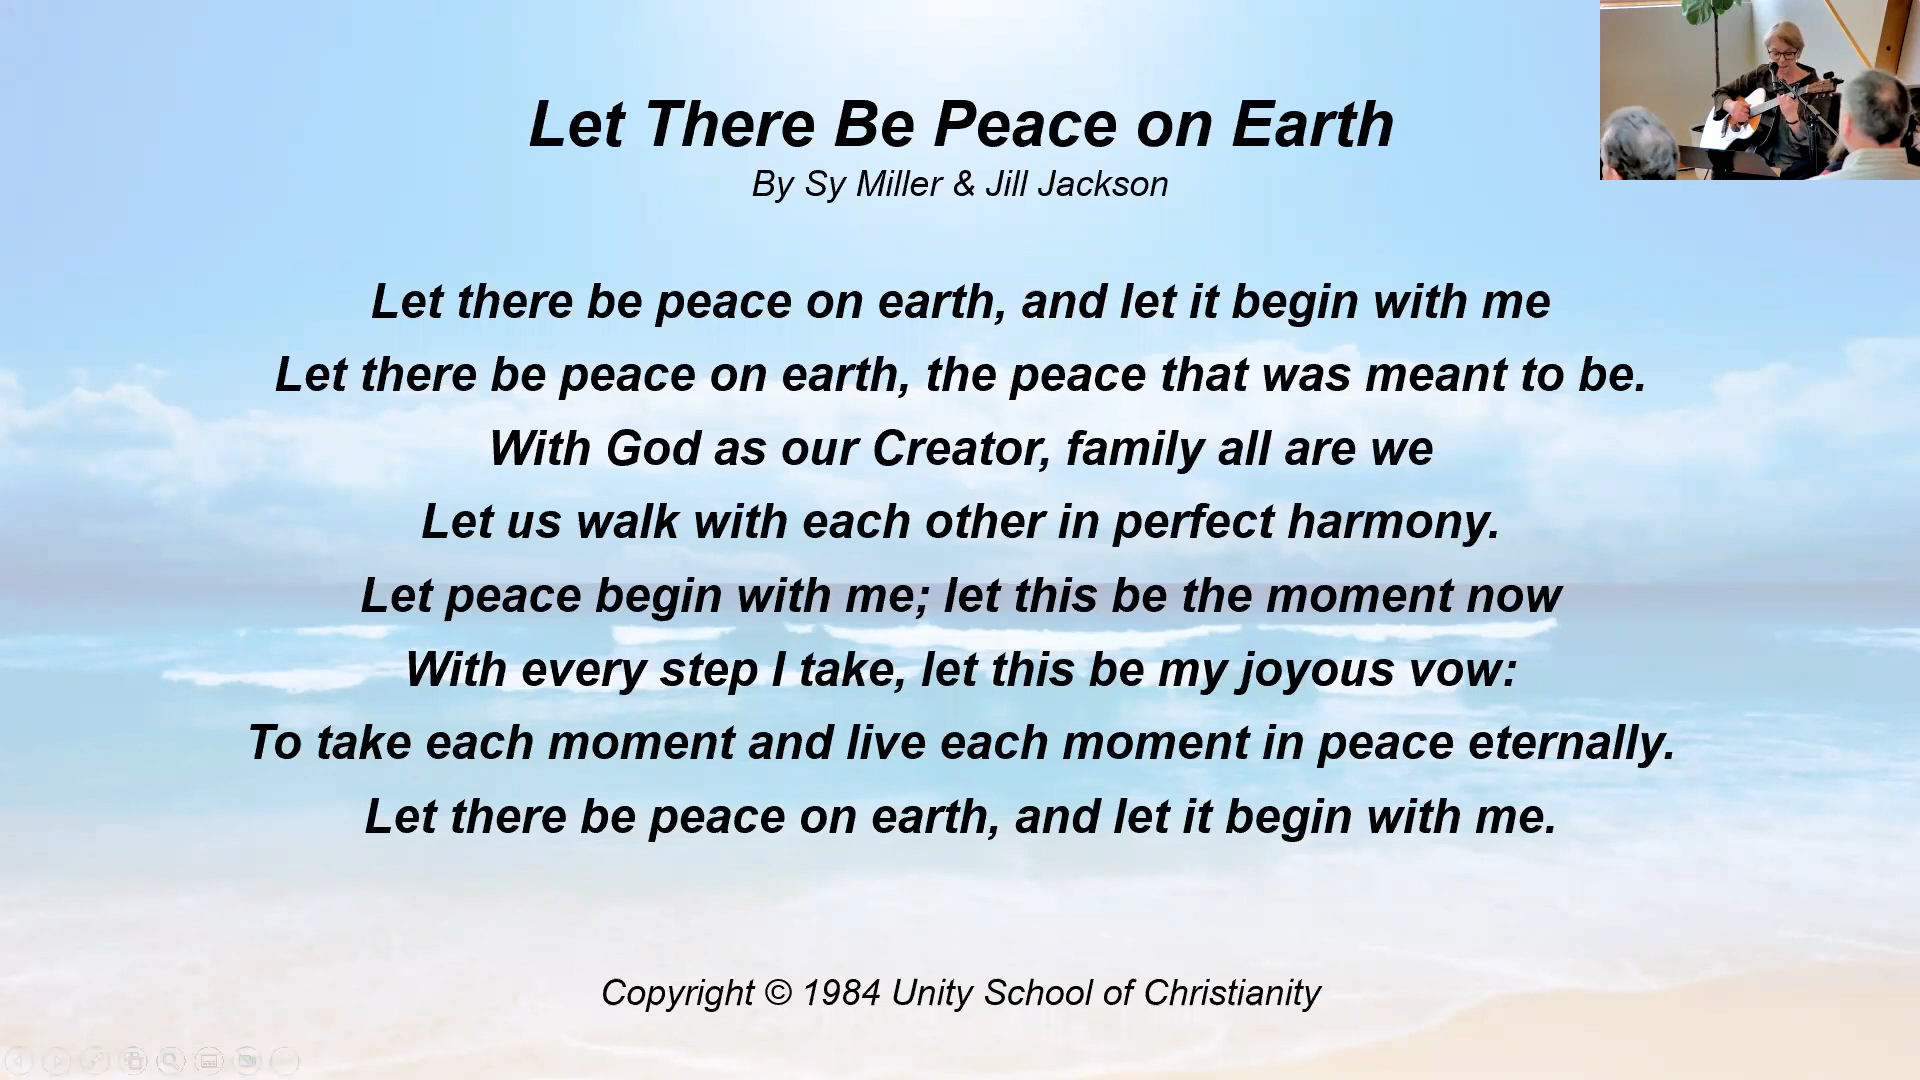 Let There Be Peace on Earth
By Sy Miller & Jill Jackson
Let there be peace on earth, and let it begin with me
Let there be peace on earth, the peace that was meant to be.
With God as our Creator, family all are we
Let us walk with each other in perfect harmony.
Let peace begin with me; let this be the moment now
With every step I take, let this be my joyous vow:
To take each moment and live each moment in peace eternally.
Let there be peace on earth, and let it begin with me.
Copyright © 1984 Unity School of Christianity